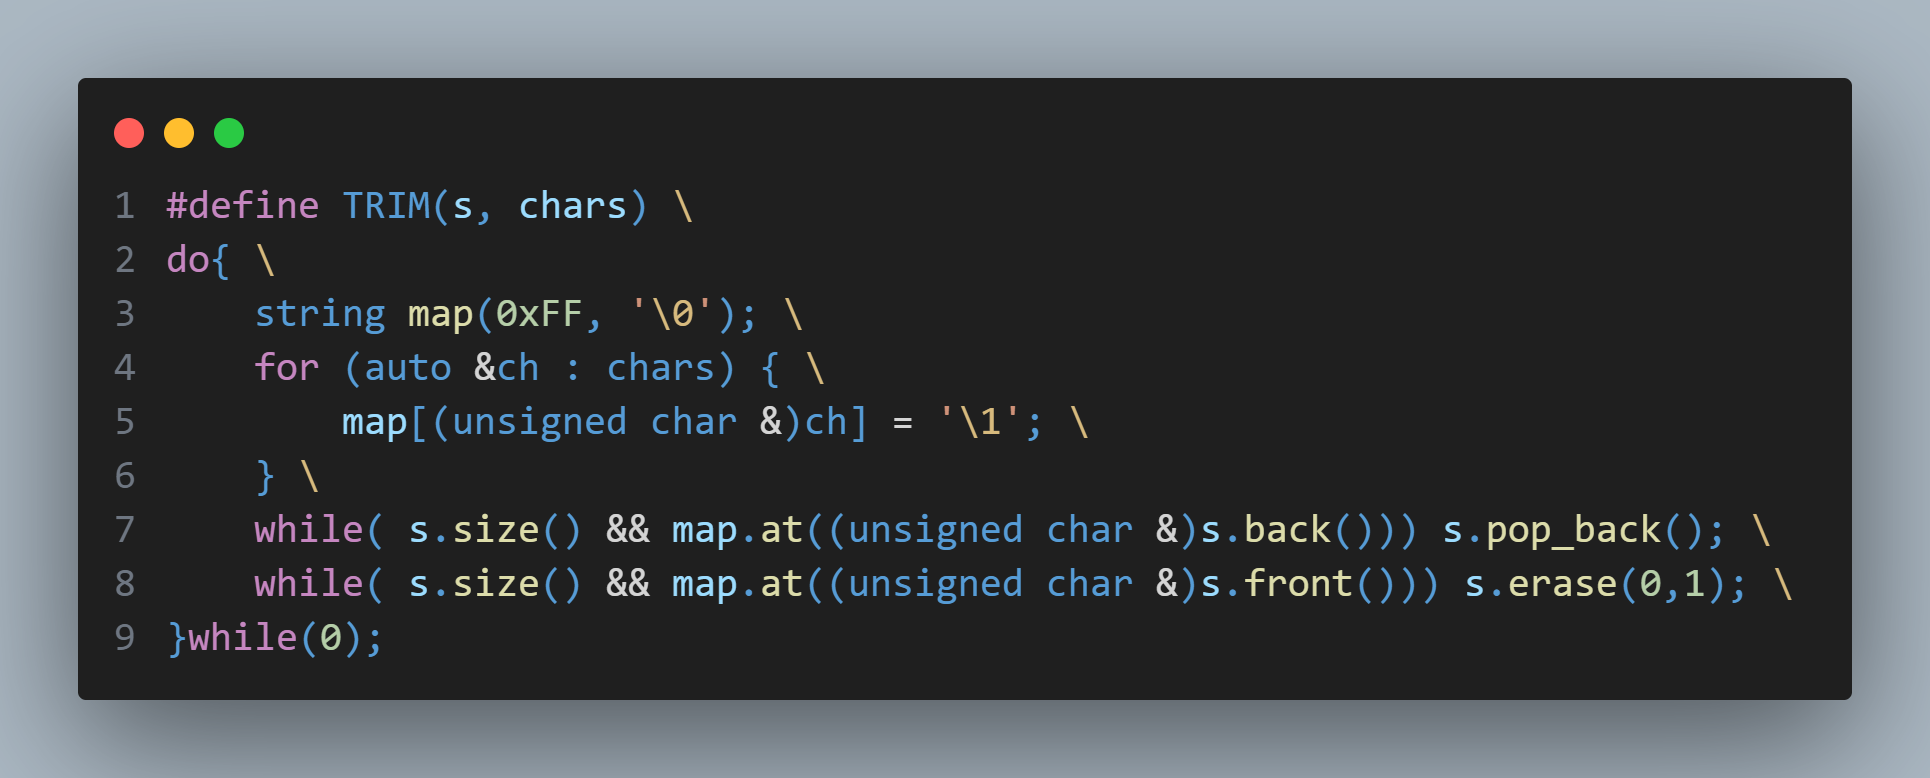 1 #define TRIM(s, chars) \
2 do{ \
3     string map(0xFF, '\0'); \
4     for (auto &ch : chars) { \
5         map[(unsigned char &)ch] = '\1'; \
6     } \
7     while( s.size() && map.at((unsigned char &)s.back())) s.pop_back(); \
8     while( s.size() && map.at((unsigned char &)s.front())) s.erase(0,1); \
9 }while(0);